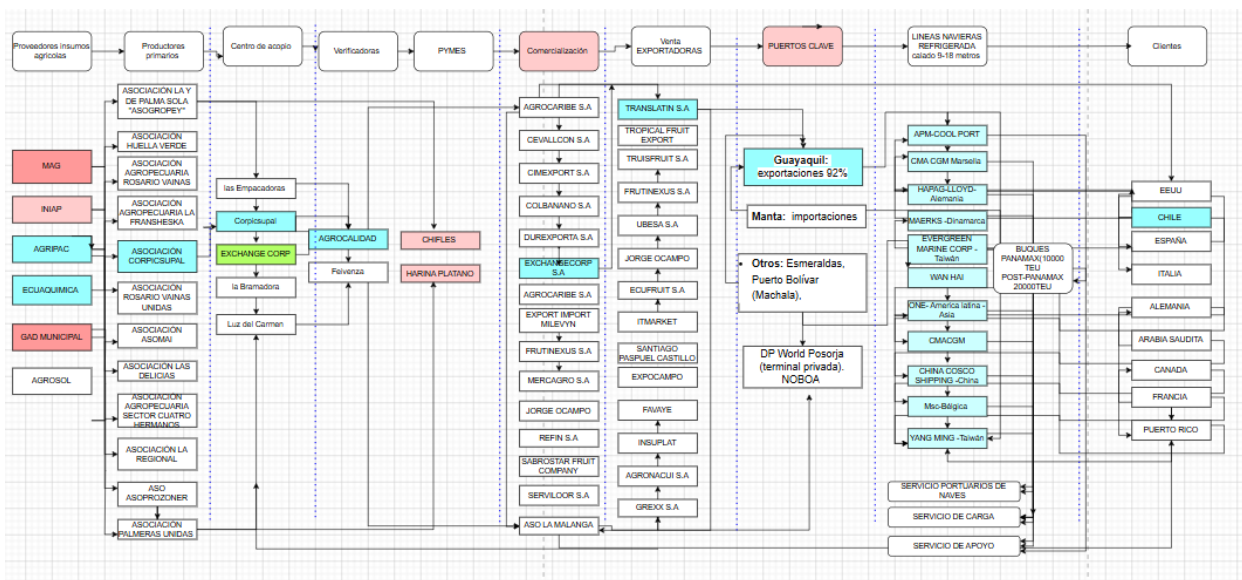 Proveedores insumos
agrícolas
Productores
primarios
Centro de acopio
Verificadoras
PYMES
Comercialización
Venta
EXPORTADORAS
PUERTOS CLAVE
LINEAS NAVIERAS
REFRIGERADA
calado 9-18 metros
Clientes
MAG
INIAP
AGRIPAC
ECUAQUIMICA
GAD MUNICIPAL
AGROSOL
ASOCIACIÓN LA Y
DE PALMA SOLA
"ASOGROPEY"
ASOCIACIÓN
HUELLA VERDE
ASOCIACIÓN
AGROPECUARIA
ROSARIO VAINAS
ASOCIACIÓN
AGROPECUARIA LA
FRANSHESKA
ASOCIACIÓN
CORPICSUPAL
ASOCIACIÓN
ROSARIO VAINAS
UNIDAS
ASOCIACIÓN
ASOMAI
ASOCIACIÓN LAS
DELICIAS
ASOCIACIÓN
AGROPECUARIA
SECTOR CUATRO
HERMANOS
ASOCIACIÓN LA
REGIONAL
ASO
ASOPROZONER
ASOCIACIÓN
PALMERAS UNIDAS
las Empacadoras
Corpicsupal
EXCHANGE CORP
la Bramadora
Luz del Carmen
AGROCALIDAD
Felvenza
CHIFLES
HARINA PLATANO
AGROCARIBE S.A
CEVALLCON S.A
CIMEXPORT S.A
COLBANANO S.A
DUREXPORTA S.A
EXCHANGECORP
S.A
AGROCARIBE S.A
EXPORT IMPORT
MILEVYN
FRUTINEXUS S.A
MERCAGRO S.A
JORGE OCAMPO
REFIN S.A
SABROSTAR FRUIT
COMPANY
SERVILOOR S.A
ASO LA MALANGA
TRANSLATIN S.A
TROPICAL FRUIT
EXPORT
TRUISFRUIT S.A
FRUTINEXUS S.A
UBESA S.A
JORGE OCAMPO
ECUFRUIT S.A
ITMARKET
SANTIAGO
PASPUEL CASTILLO
EXPOCAMPO
FAVAYE
INSUPLAT
AGRONACUI S.A
GREXX S.A
Guayaquil:
exportaciones 92%
Manta: importaciones
• Otros: Esmeraldas,
Puerto Bolívar
(Machala),
DP World Posorja
(terminal privada).
NOBOA
APM-COOL PORT
CMA CGM Marsella
HAPAG-LLOYD-
Alemania
MAERKS -Dinamarca
EVERGREEN
MARINE CORP -
Taiwán
WAN HAI
ONE- America latina -
Asia
CMACGM
CHINA COSCO
SHIPPING -China
Msc-Bélgica
YANG MING -Taiwán
BUQUES
PANAMAX(10000
TEU
POST-PANAMAX
20000TEU
SERVICIO PORTUARIOS DE
NAVES
SERVICIO DE CARGA
SERVICIO DE APOYO
EEUU
CHILE
ESPAÑA
ITALIA
ALEMANIA
ARABIA SAUDITA
CANADA
FRANCIA
PUERTO RICO